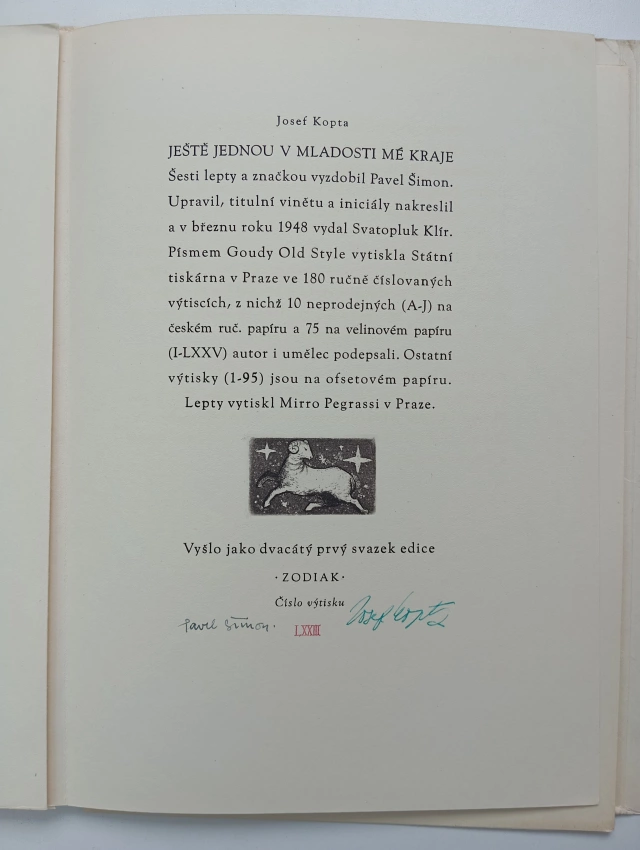 Josef Kopta
JEŠTĚ JEDNOU V MLADOSTI MÉ KRAJE
Šesti lepty a značkou vyzdobil Pavel Šimon.
Upravil, titulní vinětu a iniciály nakreslil
a v březnu roku 1948 vydal Svatopluk Klír.
Písmem Goudy Old Style vytiskla Státní
tiskárna v Praze ve 180 ručně číslovaných
výtiscích, z nichž 10 neprodejných (A-J) na
českém ruč. papíru a 75 na velinovém papíru
(I-LXXV) autor i umělec podepsali. Ostatní
výtisky (1-95) jsou na ofsetovém papíru.
Lepty vytiskl Mirro Pegrassi v Praze.
Vyšlo jako dvacátý prvý svazek edice
·ZODIAK·
Číslo výtisku
Pavel Šimon. LXXIII Josef Kopta